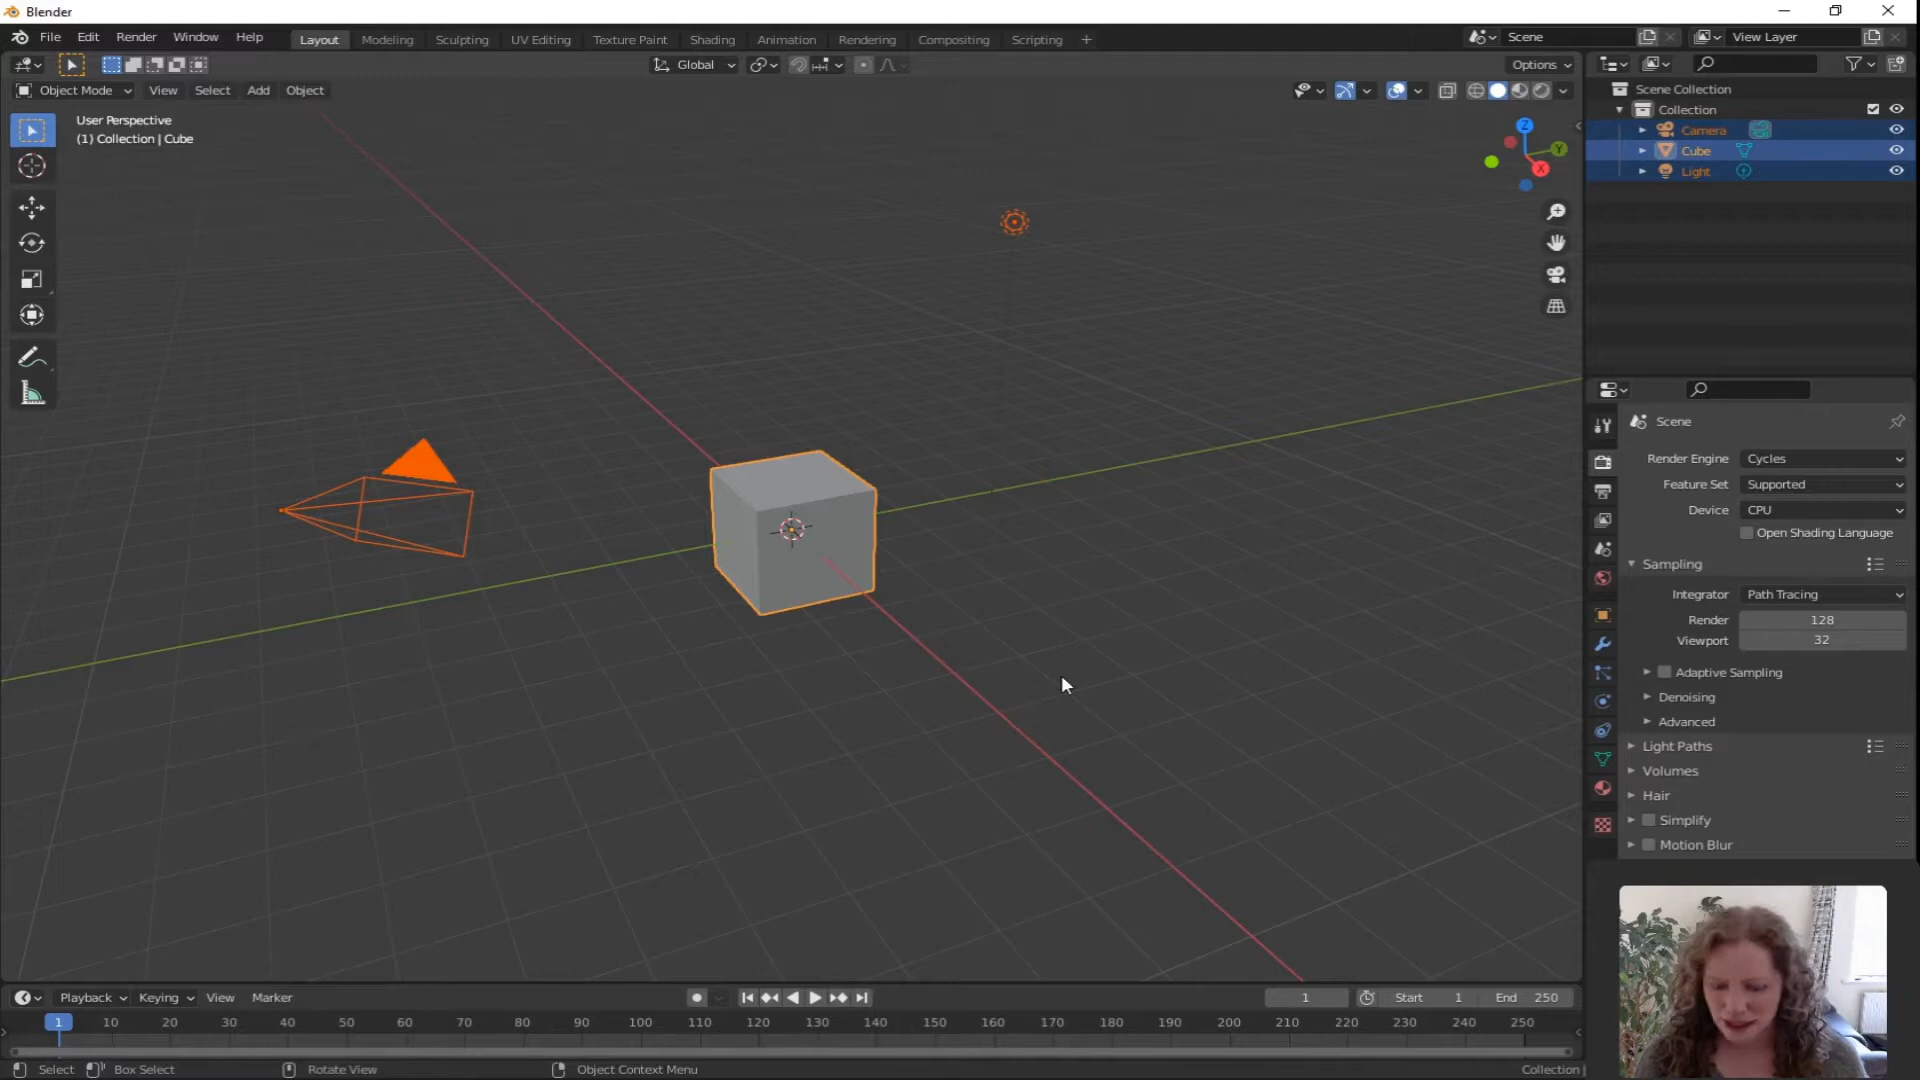 Blender
File Edit Render Window Help Layout Modeling Sculpting UV Editing Texture Paint Shading Animation Rendering Compositing Scripting + Scene View Layer
Global Options
Object Mode View Select Add Object
User Perspective
(1) Collection | Cube
Z
Y
X
Scene Collection
Collection
Camera
Cube
Light
Scene
Render Engine Cycles
Feature Set Supported
Device CPU
Open Shading Language
Sampling
Integrator Path Tracing
Render 128
Viewport 32
Adaptive Sampling
Denoising
Advanced
Light Paths
Volumes
Hair
Simplify
Motion Blur
Playback Keying View Marker 1 Start 1 End 250
1 10 20 30 40 50 60 70 80 90 100 110 120 130 140 150 160 170 180 190 200 210 220 230 240 250
Select Box Select Rotate View Object Context Menu Collection |